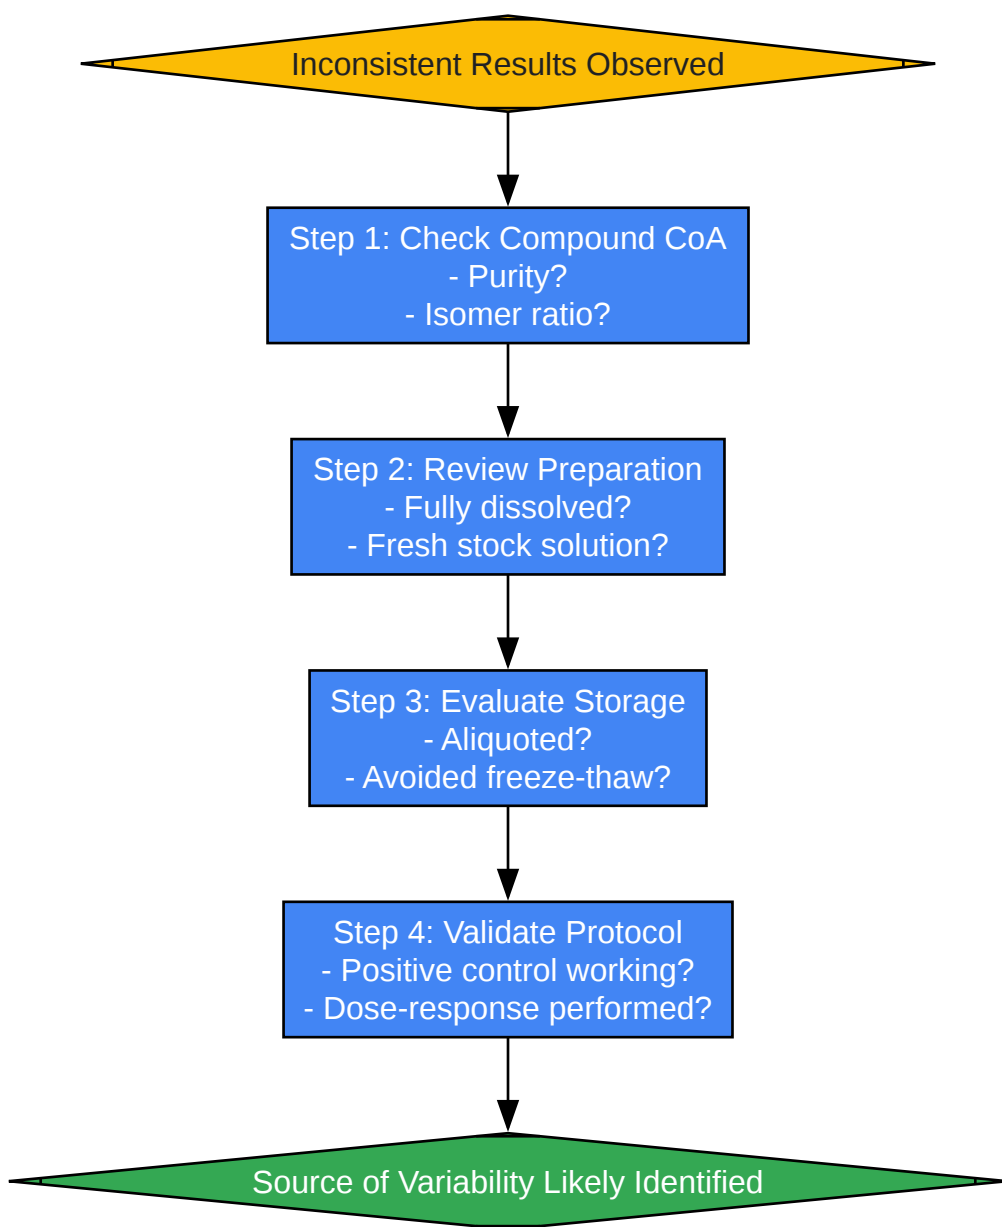 Inconsistent Results Observed
Step 1: Check Compound CoA
- Purity?
- Isomer ratio?
Step 2: Review Preparation
- Fully dissolved?
- Fresh stock solution?
Step 3: Evaluate Storage
- Aliquoted?
- Avoided freeze-thaw?
Step 4: Validate Protocol
- Positive control working?
- Dose-response performed?
Source of Variability Likely Identified